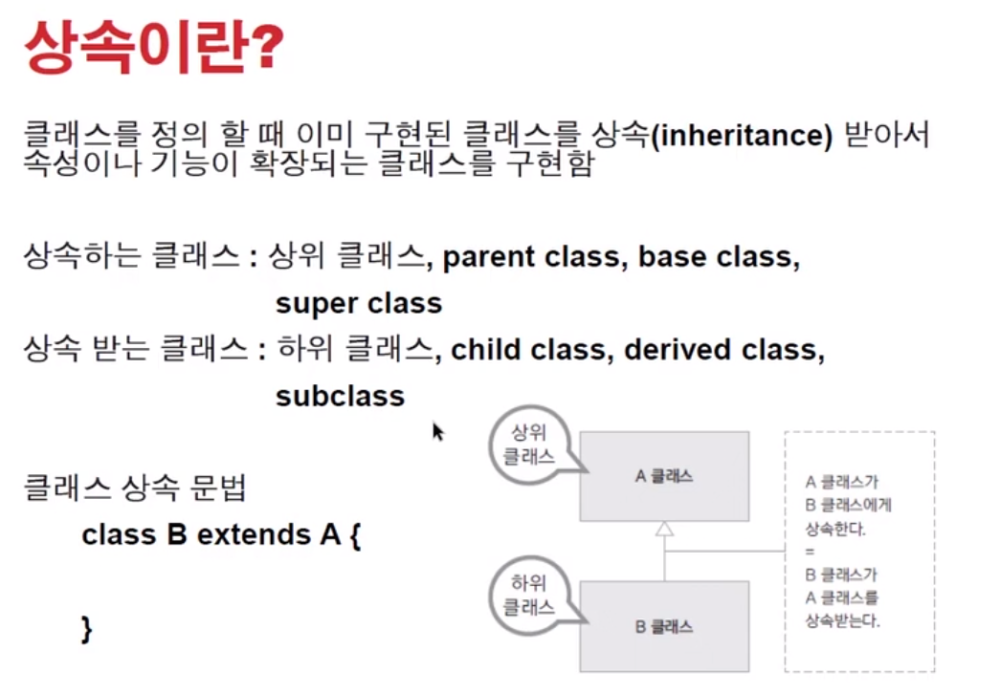 상속이란?
클래스를 정의 할 때 이미 구현된 클래스를 상속(inheritance) 받아서
속성이나 기능이 확장되는 클래스를 구현함
상속하는 클래스 : 상위 클래스, parent class, base class,
super class
상속 받는 클래스 : 하위 클래스, child class, derived class,
subclass
클래스 상속 문법
class B extends A {
}
상위
클래스
A 클래스
하위
클래스
B 클래스
A 클래스가
B 클래스에게
상속한다.
=
B 클래스가
A 클래스를
상속받는다.